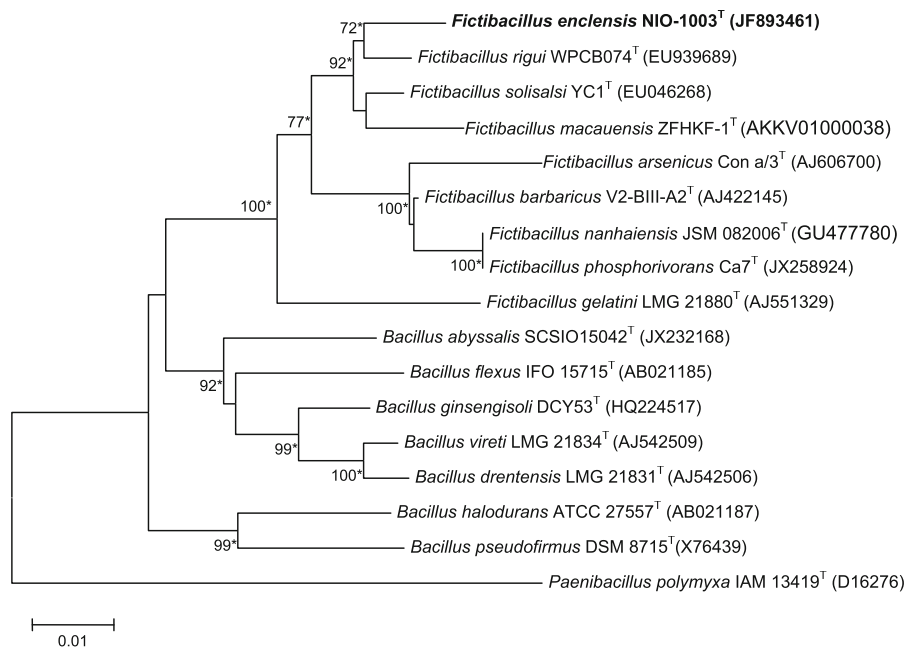 72*
Fictibacillus enclensis NIO-1003T (JF893461)
Fictibacillus rigui WPCB074T (EU939689)
92*
Fictibacillus solisalsi YC1T (EU046268)
77*
Fictibacillus macauensis ZFHKF-1T (AKKV01000038)
Fictibacillus arsenicus Con a/3T (AJ606700)
Fictibacillus barbaricus V2-BIII-A2T (AJ422145)
100*
100*
Fictibacillus nanhaiensis JSM 082006T (GU477780)
100*
Fictibacillus phosphorivorans Ca7T (JX258924)
Fictibacillus gelatini LMG 21880T (AJ551329)
Bacillus abyssalis SCSIO15042T (JX232168)
92*
Bacillus flexus IFO 15715T (AB021185)
Bacillus ginsengisoli DCY53T (HQ224517)
99*
Bacillus vireti LMG 21834T (AJ542509)
100*
Bacillus drentensis LMG 21831T (AJ542506)
Bacillus halodurans ATCC 27557T (AB021187)
99*
Bacillus pseudofirmus DSM 8715T(X76439)
Paenibacillus polymyxa IAM 13419T (D16276)
0.01